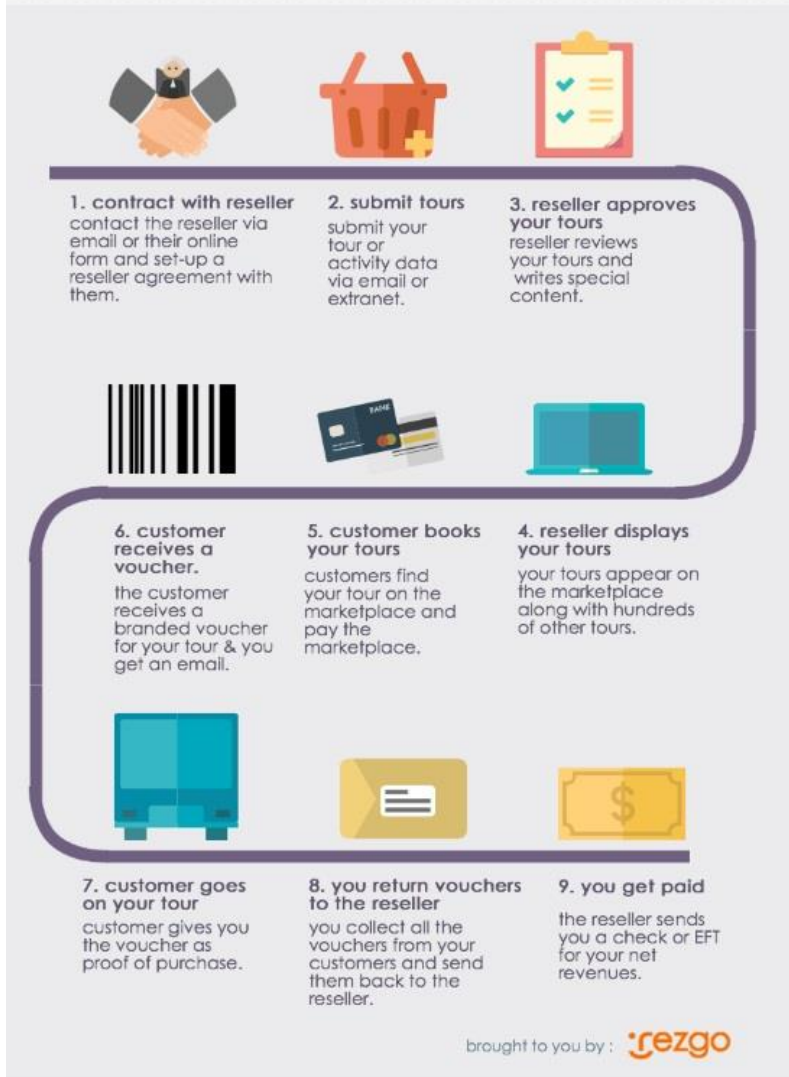 1. contract with reseller
contact the reseller via
email or their online
form and set-up a
reseller agreement with
them.
2. submit tours
submit your
tour or
activity data
via email or
extranet.
3. reseller approves
your tours
reseller reviews
your tours and
writes special
content.
BANK
4. reseller displays
your tours
your tours appear on
the marketplace
along with hundreds
of other tours.
5. customer books
your tours
customers find
your tour on the
marketplace and
pay the
marketplace.
6. customer
receives a
voucher.
the customer
receives a
branded voucher
for your tour & you
get an email.
$
7. customer goes
on your tour
customer gives you
the voucher as
proof of purchase.
8. you return vouchers
to the reseller
you collect all the
vouchers from your
customers and send
them back to the
reseller.
9. you get paid
the reseller sends
you a check or EFT
for your net
revenues.
brought to you by : rezgo